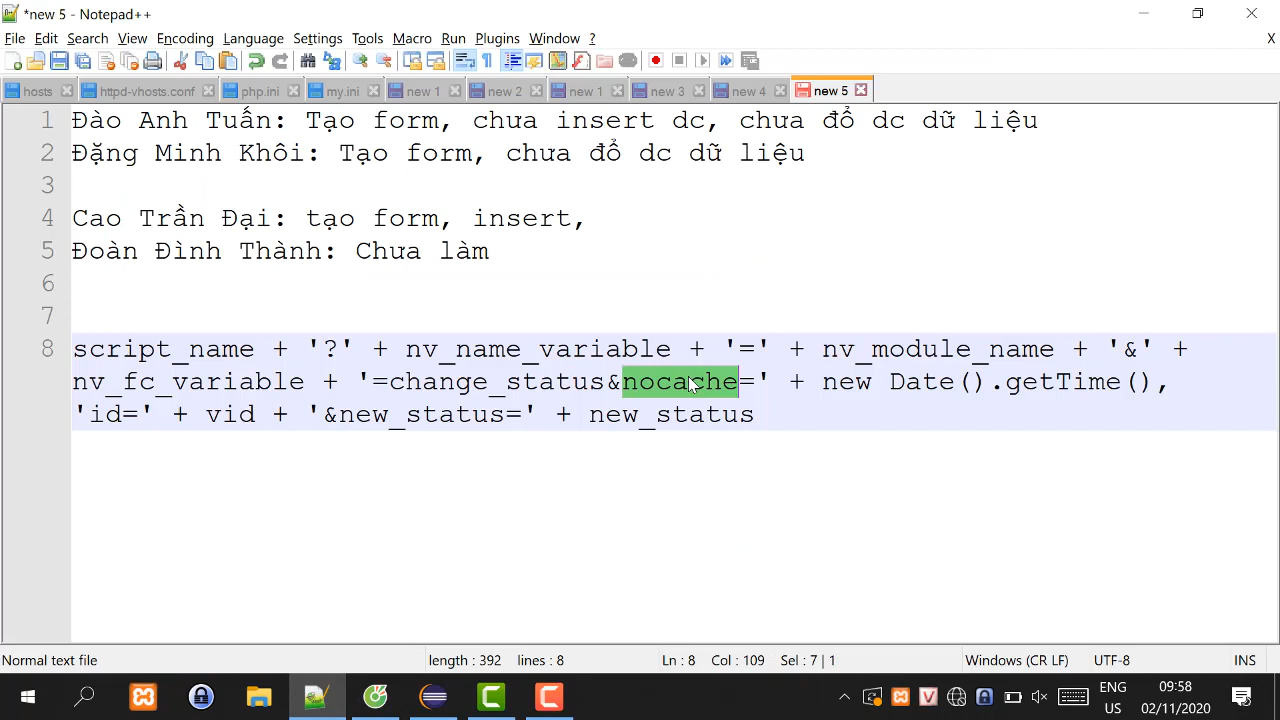 *new 5 - Notepad++
File Edit Search View Encoding Language Settings Tools Macro Run Plugins Window ? X
hosts httpd-vhosts.conf php.ini my.ini new 1 new 2 new 1 new 3 new 4 new 5
1 Đào Anh Tuấn: Tạo form, chưa insert dc, chưa đổ dc dữ liệu
2 Đặng Minh Khôi: Tạo form, chưa đổ dc dữ liệu
3
4 Cao Trần Đại: tạo form, insert,
5 Đoàn Đình Thành: Chưa làm
6
7
8 script_name + '?' + nv_name_variable + '=' + nv_module_name + '&' +
nv_fc_variable + '=change_status&nocache=' + new Date().getTime(),
'id=' + vid + '&new_status=' + new_status
Normal text file length : 392 lines : 8 Ln : 8 Col : 109 Sel : 7 | 1 Windows (CR LF) UTF-8 INS
ENG 09:58
US 02/11/2020